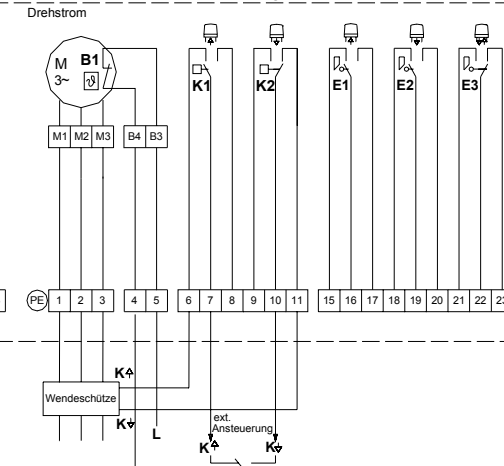 Drehstrom
M B1
3~ ϑ
K1 K2 E1 E2 E3
M1 M2 M3 B4 B3
PE 1 2 3 4 5 6 7 8 9 10 11 15 16 17 18 19 20 21 22 23
K
Wendeschütze
K L
ext.
Ansteuerung
K K